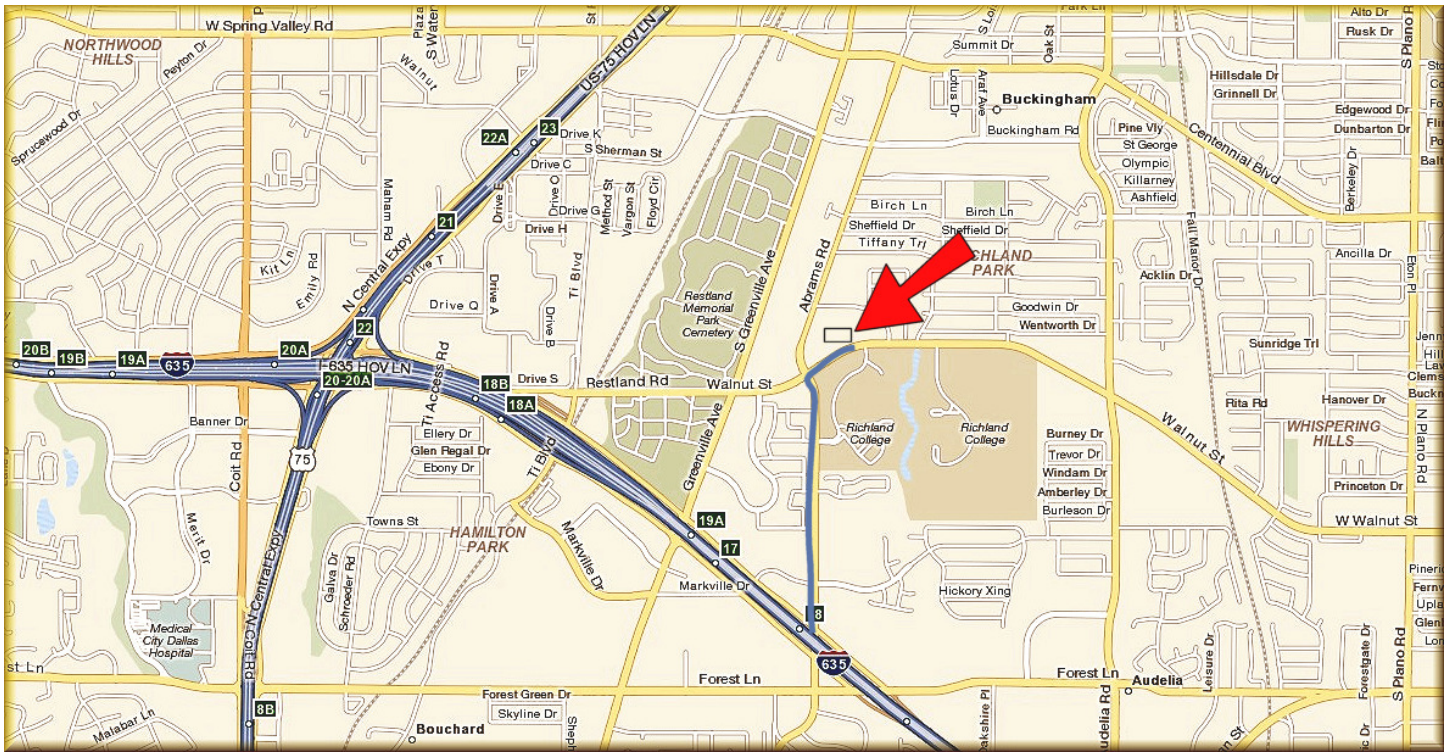 W Spring Valley Rd
NORTHWOOD
HILLS
Peyton Dr
Sprucewood Dr
Walnut
US-75 HOV LN
Summit Dr
Oak St
Alto Dr
Rusk Dr
S Plano Rd
Hillsdale Dr
Grinnell Dr
Edgewood Dr
Dunbarton Dr
Lotus Dr
Araf Ave
Buckingham
Buckingham Rd
Centennial Blvd
Berkeley Dr
Pine Vly
St George
Olympic
Killarney
Ashfield
22A
23
Drive K
S Sherman St
Drive C
Drive E
Drive O
Drive G
Drive H
Method St
Vargon St
Floyd Cir
Maham Rd
21
N Central Expy
Drive T
Kit Ln
Emily Rd
Drive Q
Drive A
Drive B
Ti Blvd
Birch Ln
Birch Ln
Sheffield Dr
Sheffield Dr
Tiffany Trl
Abrams Rd
S Greenville Ave
Restland
Memorial
Park
Cemetery
PARK
Fall Manor Dr
Acklin Dr
Ancilla Dr
Eton Pl
Goodwin Dr
Wentworth Dr
Sunridge Trl
20B
19B
19A
635
20A
22
I-635 HOV LN
20-20A
Ti Access Rd
18B
18A
Drive S
Restland Rd
Walnut St
Greenville Ave
Banner Dr
Coit Rd
75
Ellery Dr
Glen Regal Dr
Ebony Dr
Ti Blvd
Richland
College
Richland
College
Burney Dr
Trevor Dr
Windam Dr
Amberley Dr
Burleson Dr
Walnut St
Rita Rd
Hanover Dr
WHISPERING
HILLS
N Plano Rd
Princeton Dr
W Walnut St
Merit Dr
Towns St
Galva Dr
Schroeder Rd
HAMILTON
PARK
Markville Dr
19A
17
Markville Dr
Hickory Xing
N Central Expy
N Coit Rd
Medical
City Dallas
Hospital
8
635
Forest Ln
Audelia
Leisure Dr
Forestgate Dr
S Plano Rd
Forest Green Dr
Skyline Dr
8B
Malabar Ln
Bouchard